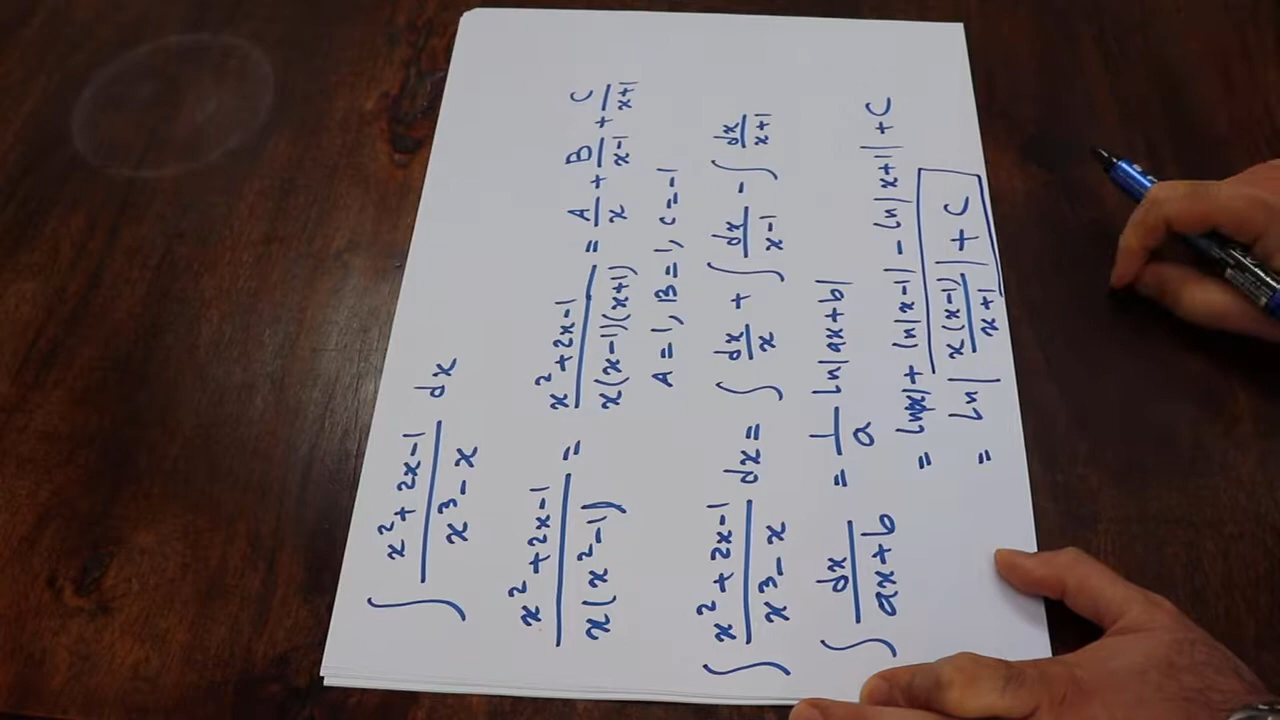 ∫ (x² + 2x - 1)/(x³ - x) dx
(x² + 2x - 1)/(x(x² - 1)) = (x² + 2x - 1)/(x(x-1)(x+1)) = A/x + B/(x-1) + C/(x+1)
A = 1, B = 1, C = -1
∫ (x² + 2x - 1)/(x³ - x) dx = ∫ dx/x + ∫ dx/(x-1) - ∫ dx/(x+1)
∫ dx/(ax+b) = 1/a ln|ax+b|
= ln|x| + ln|x-1| - ln|x+1| + C
= ln| x(x-1)/(x+1) | + C